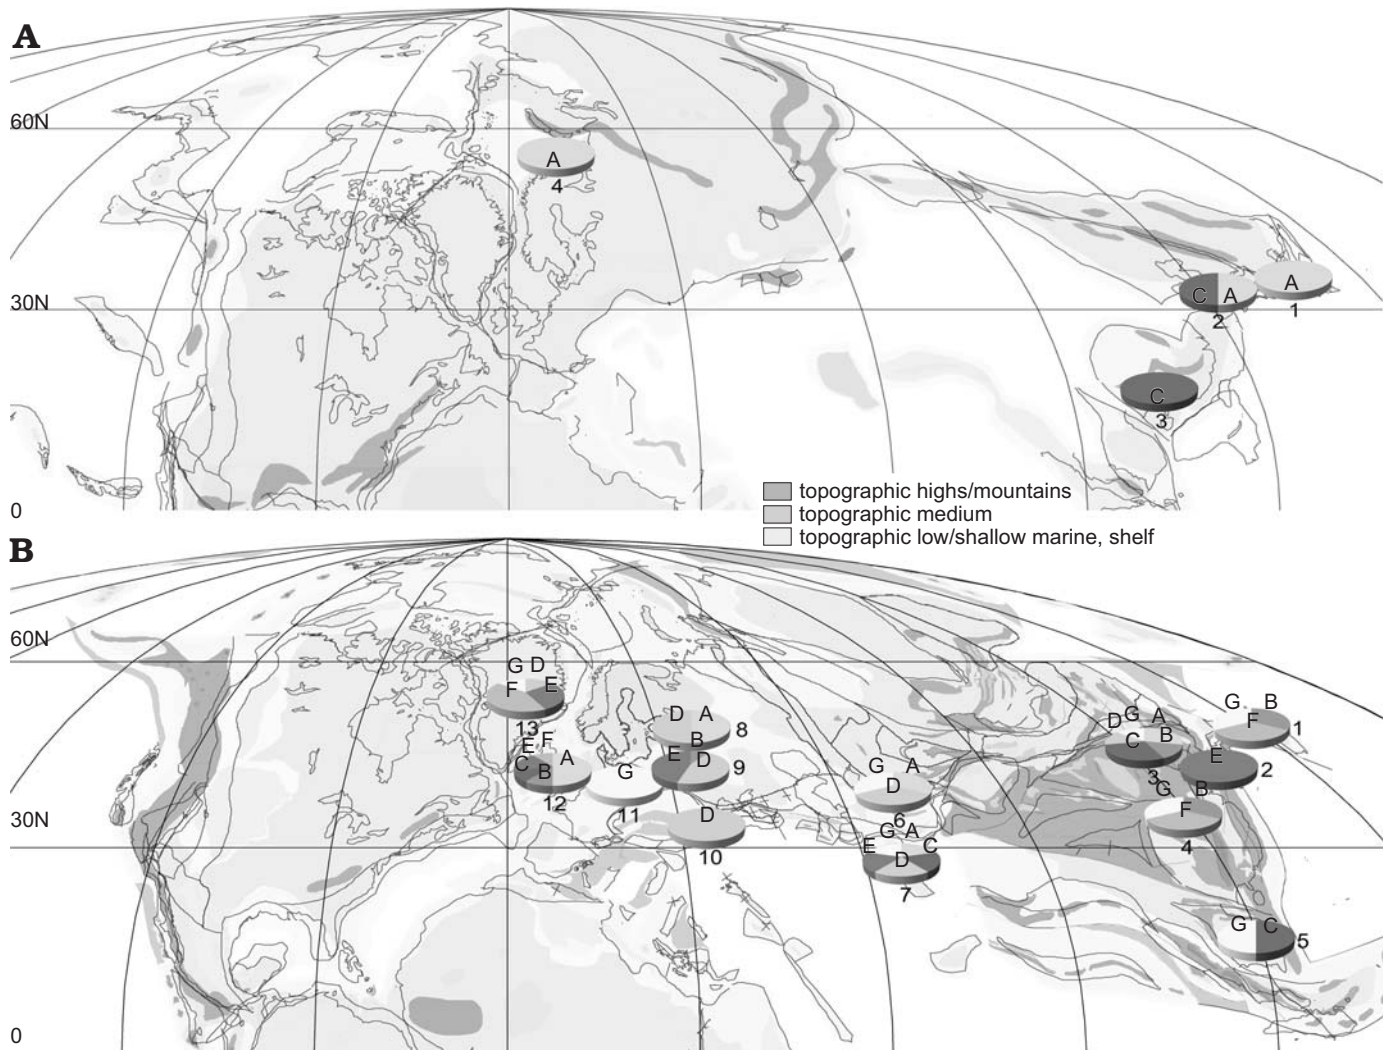 A
60N
A
4
30N
C A
2
A
1
C
3
0
topographic highs/mountains
topographic medium
topographic low/shallow marine, shelf
B
60N
G D
F E
13
D A
8
B
E D
9
E F
C B A
12
G
11
D
10
G A
D
6
G A
E D C
7
D G A
C B
3
G B
F
1
E
2
G B
F
4
G C
5
30N
0